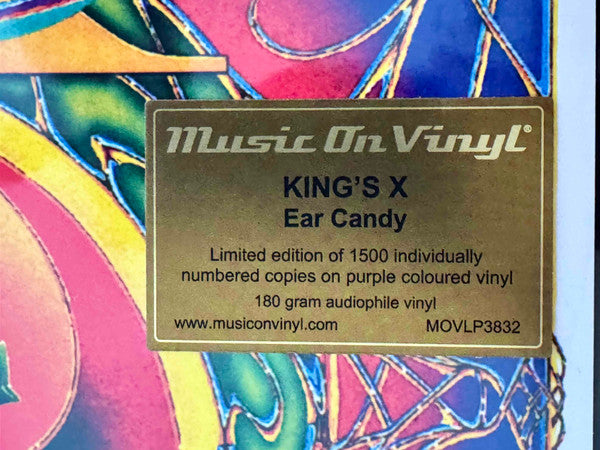 Music On Vinyl®
KING'S X
Ear Candy
Limited edition of 1500 individually
numbered copies on purple coloured vinyl
180 gram audiophile vinyl
www.musiconvinyl.com MOVLP3832